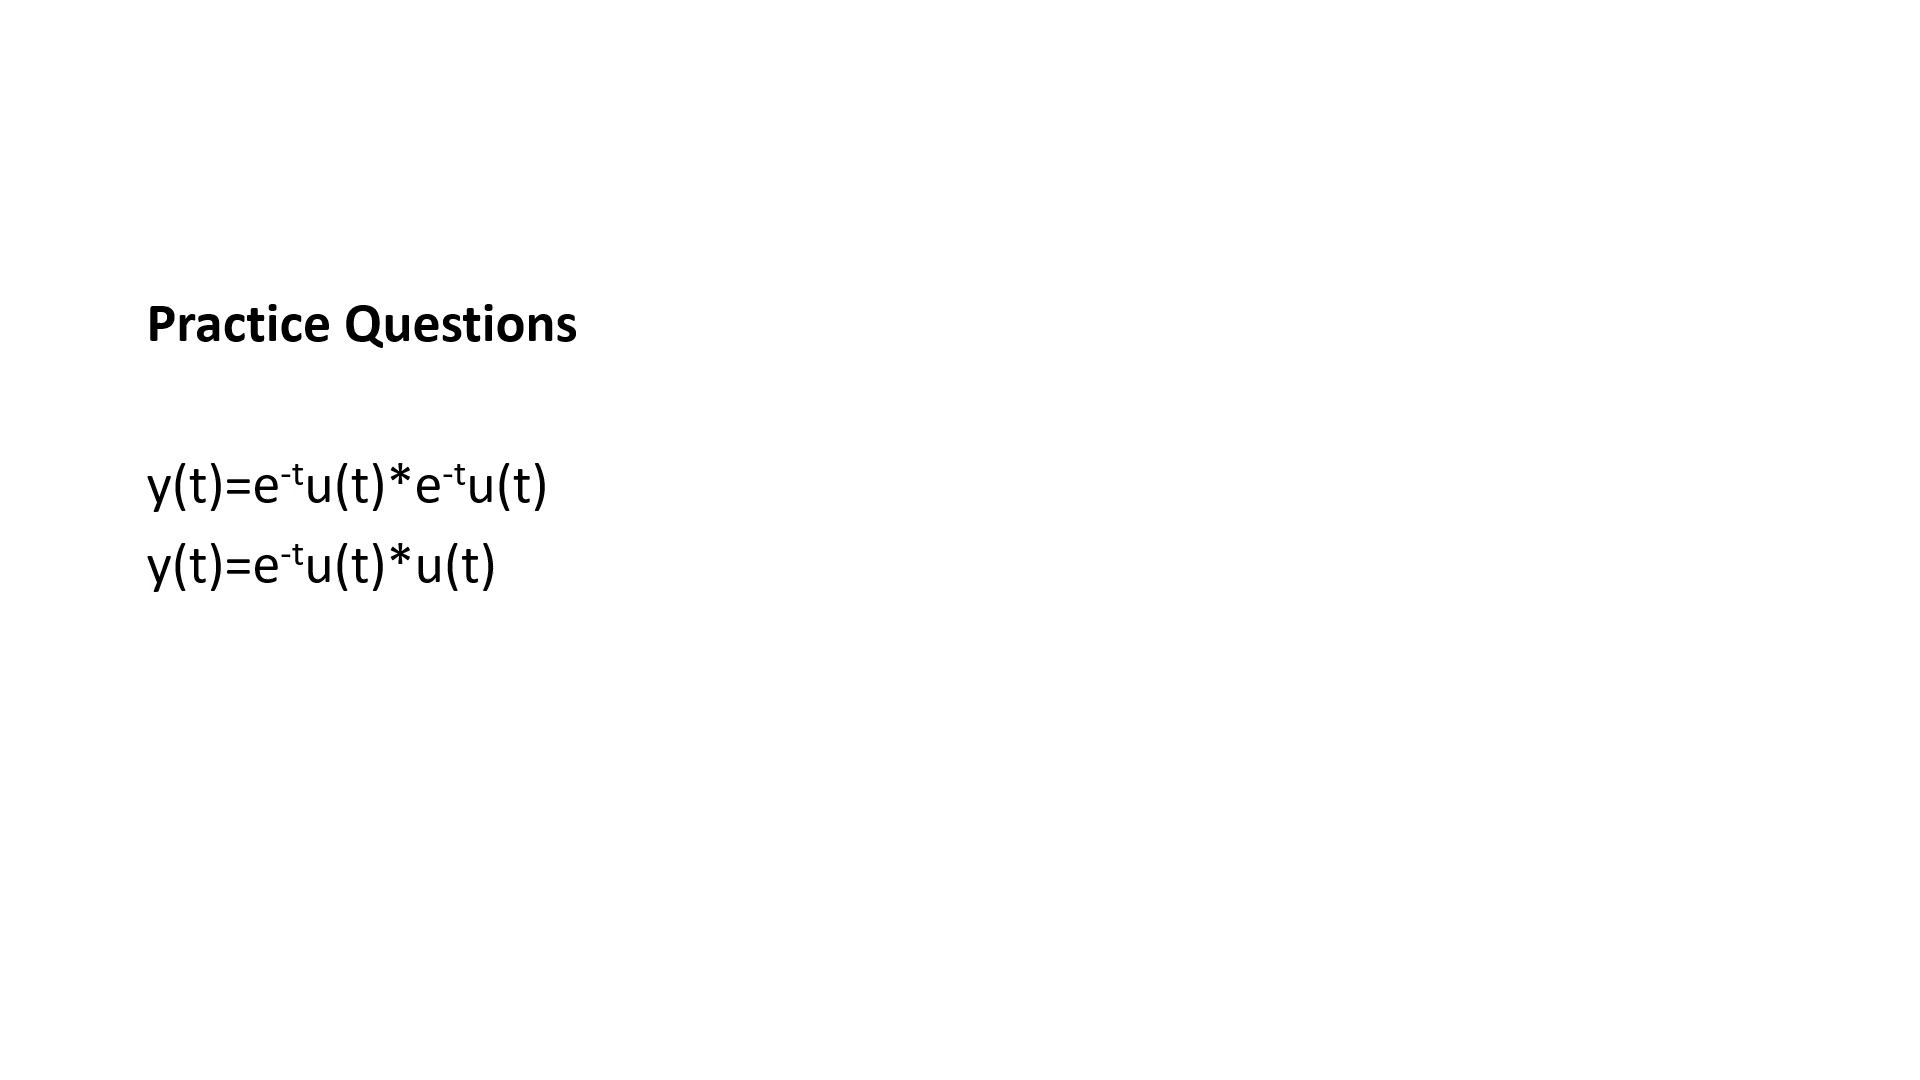 Practice Questions
y(t)=e⁻ᵗu(t)*e⁻ᵗu(t)
y(t)=e⁻ᵗu(t)*u(t)